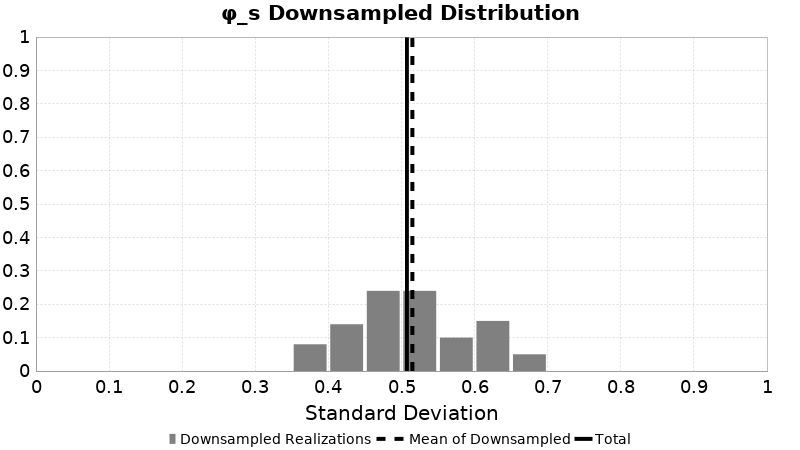 φ_s Downsampled Distribution
1
0.9
0.8
0.7
0.6
0.5
0.4
0.3
0.2
0.1
0
0 0.1 0.2 0.3 0.4 0.5 0.6 0.7 0.8 0.9 1
Standard Deviation
Downsampled Realizations Mean of Downsampled Total